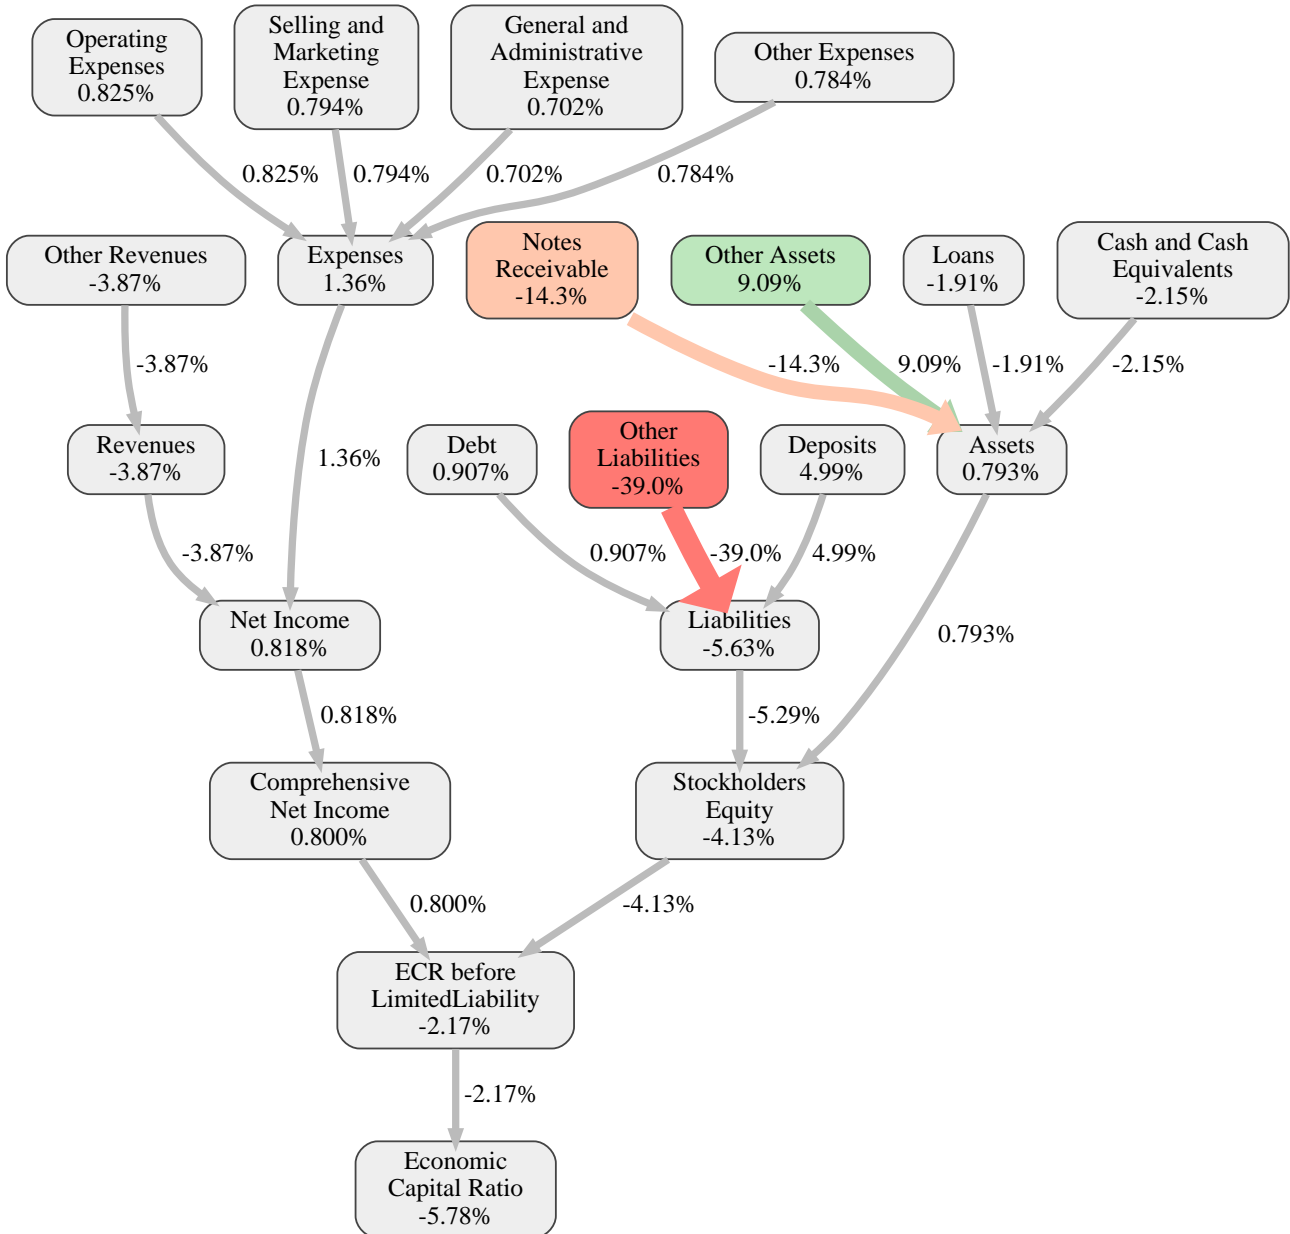 Operating
Expenses
0.825%
Selling and
Marketing
Expense
0.794%
General and
Administrative
Expense
0.702%
Other Expenses
0.784%
0.825%
0.794%
0.702%
0.784%
Other Revenues
-3.87%
Expenses
1.36%
Notes
Receivable
-14.3%
Other Assets
9.09%
Loans
-1.91%
Cash and Cash
Equivalents
-2.15%
-3.87%
-14.3%
9.09%
-1.91%
-2.15%
Revenues
-3.87%
1.36%
Debt
0.907%
Other
Liabilities
-39.0%
Deposits
4.99%
Assets
0.793%
-3.87%
0.907%
-39.0%
4.99%
Net Income
0.818%
Liabilities
-5.63%
0.793%
0.818%
-5.29%
Comprehensive
Net Income
0.800%
Stockholders
Equity
-4.13%
0.800%
-4.13%
ECR before
LimitedLiability
-2.17%
-2.17%
Economic
Capital Ratio
-5.78%